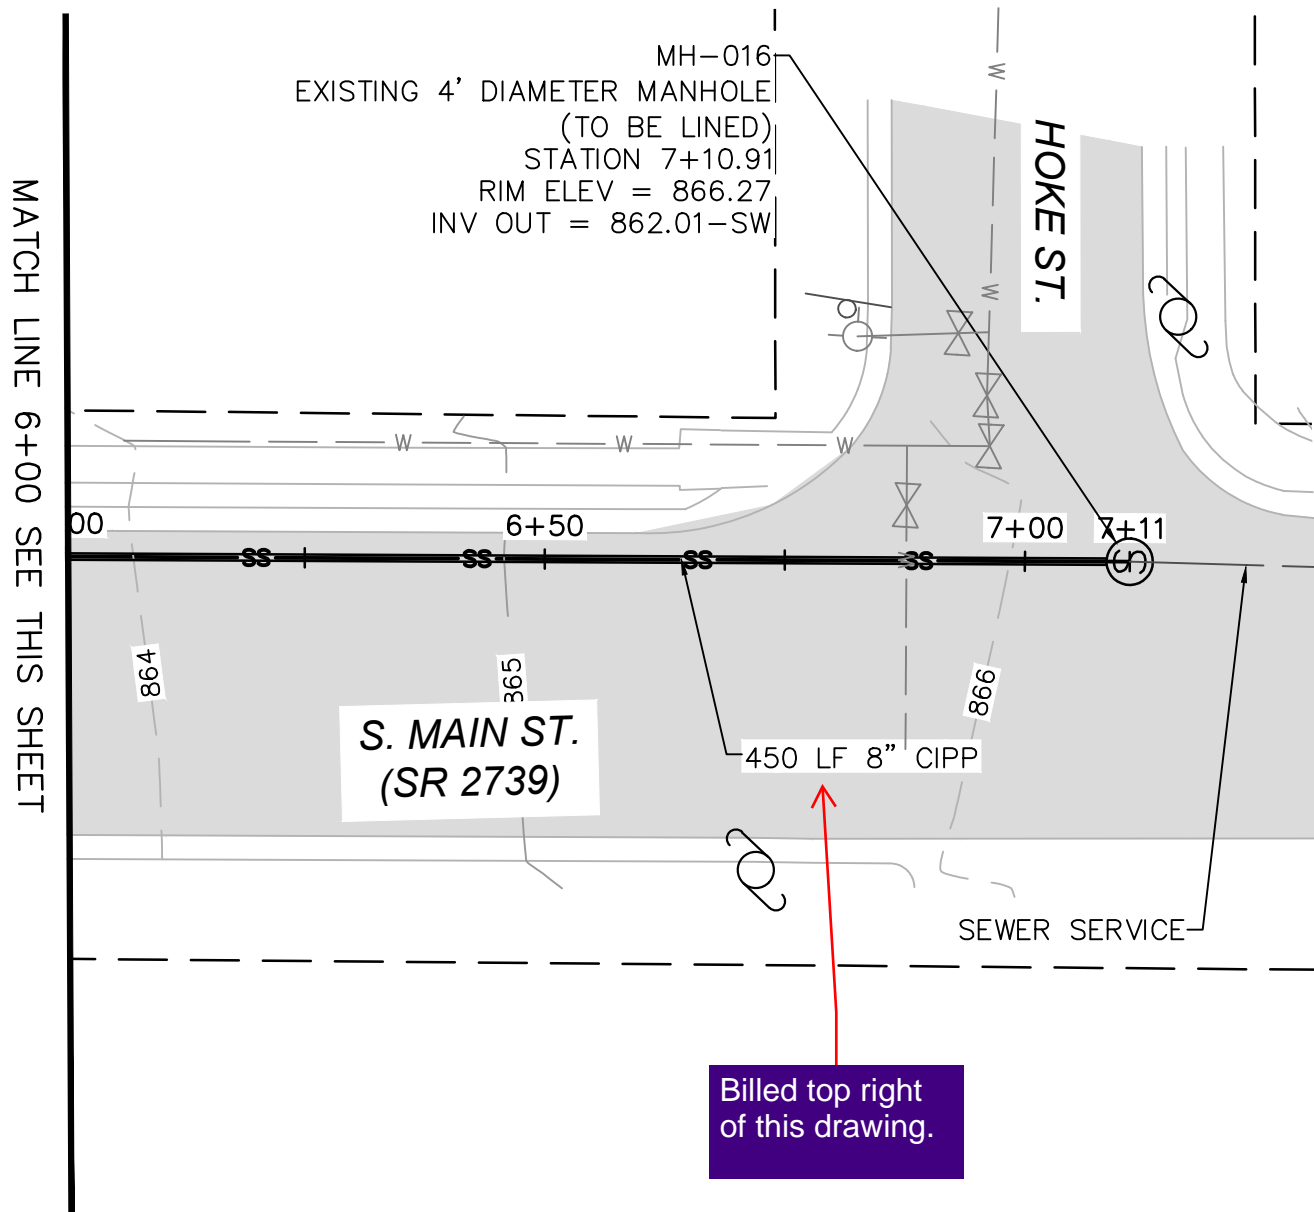 MH-016
EXISTING 4' DIAMETER MANHOLE
(TO BE LINED)
STATION 7+10.91
RIM ELEV = 866.27
INV OUT = 862.01-SW
HOKE ST.
MATCH LINE 6+00 SEE THIS SHEET
W
W
W
W
W
00
6+50
7+00
7+11
SS
SS
SS
SS
W
S
864
865
866
S. MAIN ST.
(SR 2739)
450 LF 8" CIPP
SEWER SERVICE
Billed top right
of this drawing.